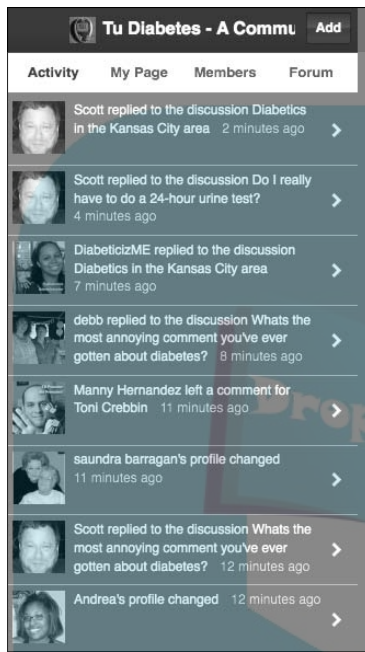 Tu Diabetes - A Commu
Add
Activity
My Page
Members
Forum
Scott replied to the discussion Diabetics
in the Kansas City area 2 minutes ago
Scott replied to the discussion Do I really
have to do a 24-hour urine test?
4 minutes ago
DiabeticizME replied to the discussion
Diabetics in the Kansas City area
7 minutes ago
debb replied to the discussion Whats the
most annoying comment you've ever
gotten about diabetes? 8 minutes ago
Manny Hernandez left a comment for
Toni Crebbin 11 minutes ago
Drop
saundra barragan's profile changed
11 minutes ago
Scott replied to the discussion Whats the
most annoying comment you've ever
gotten about diabetes? 12 minutes ago
Andrea's profile changed 12 minutes ago